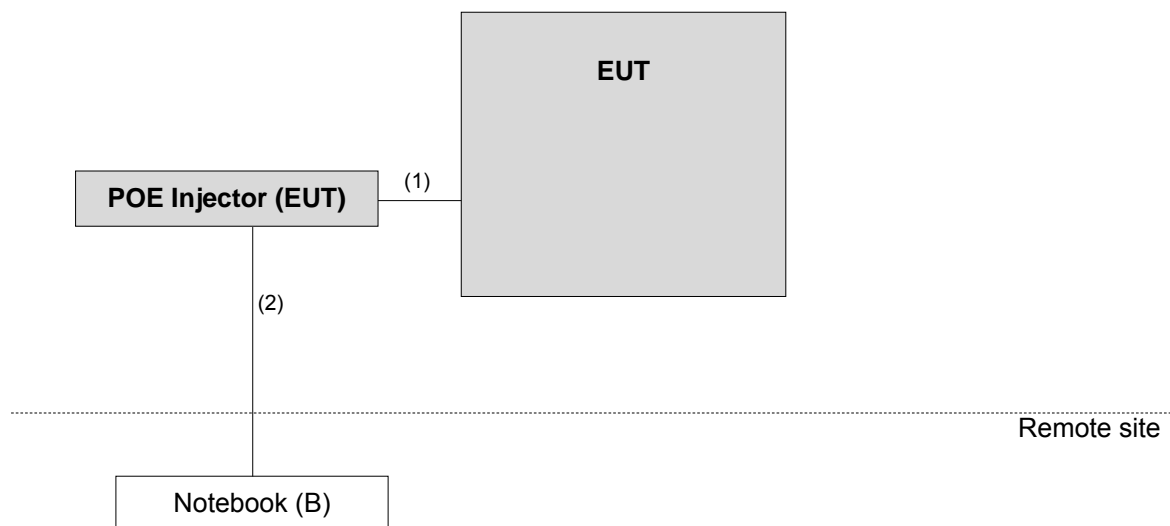 EUT
POE Injector (EUT)
(1)
(2)
Remote site
Notebook (B)